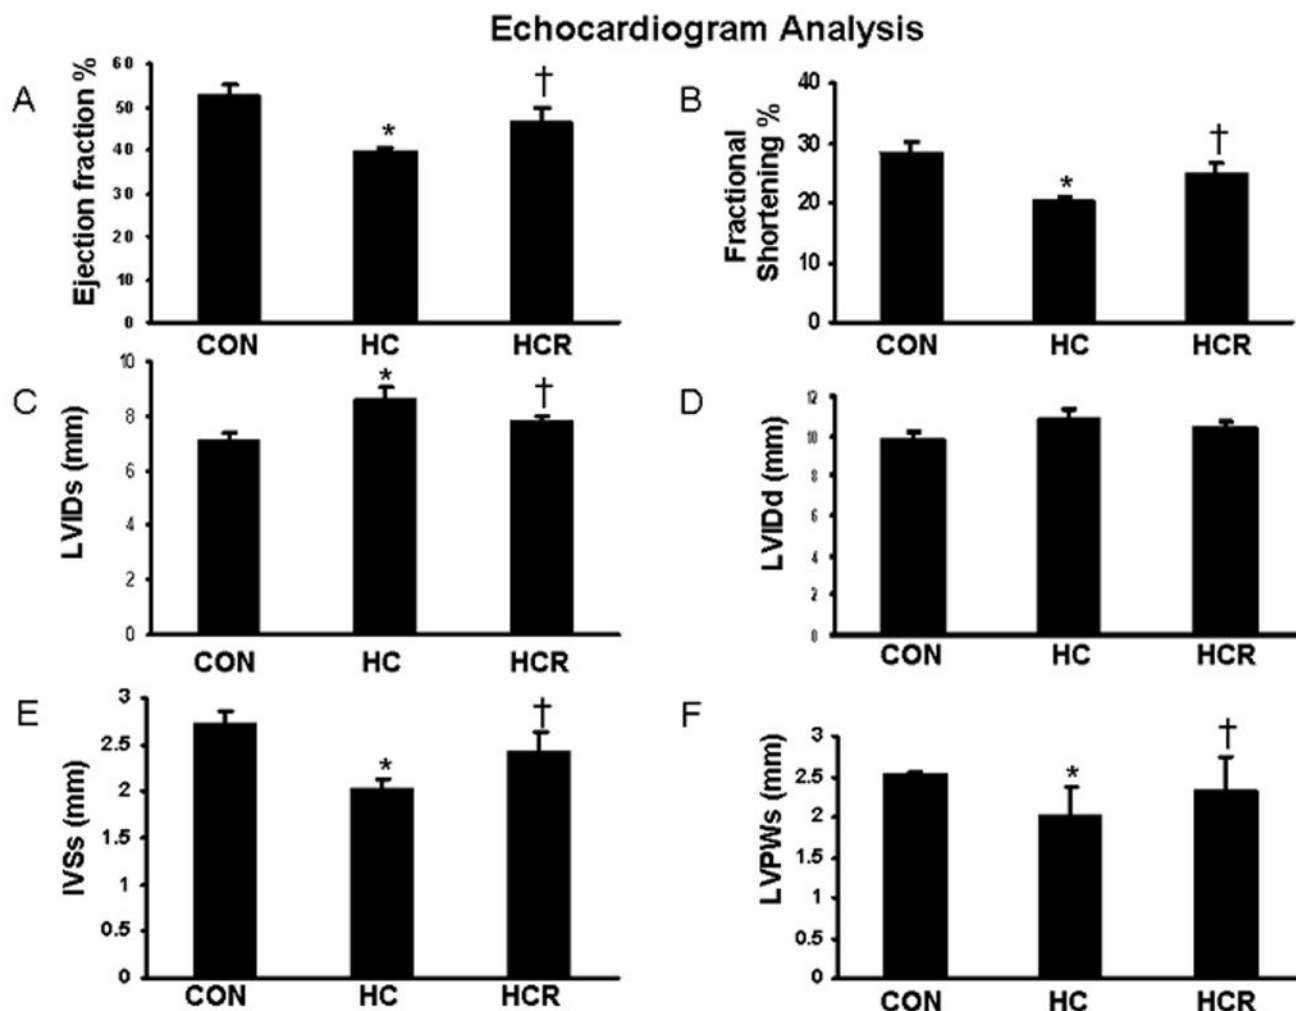 Echocardiogram Analysis
A
Ejection fraction %
60
50
40
30
20
10
0
*
†
CON HC HCR
B
Fractional
Shortening %
40
30
20
10
0
*
†
CON HC HCR
C
LVIDs (mm)
10
8
6
4
2
0
*
†
CON HC HCR
D
LVIDd (mm)
12
10
8
6
4
2
0
CON HC HCR
E
IVSs (mm)
3
2.5
2
1.5
1
0.5
0
*
†
CON HC HCR
F
LVPWs (mm)
3
2.5
2
1.5
1
0.5
0
*
†
CON HC HCR